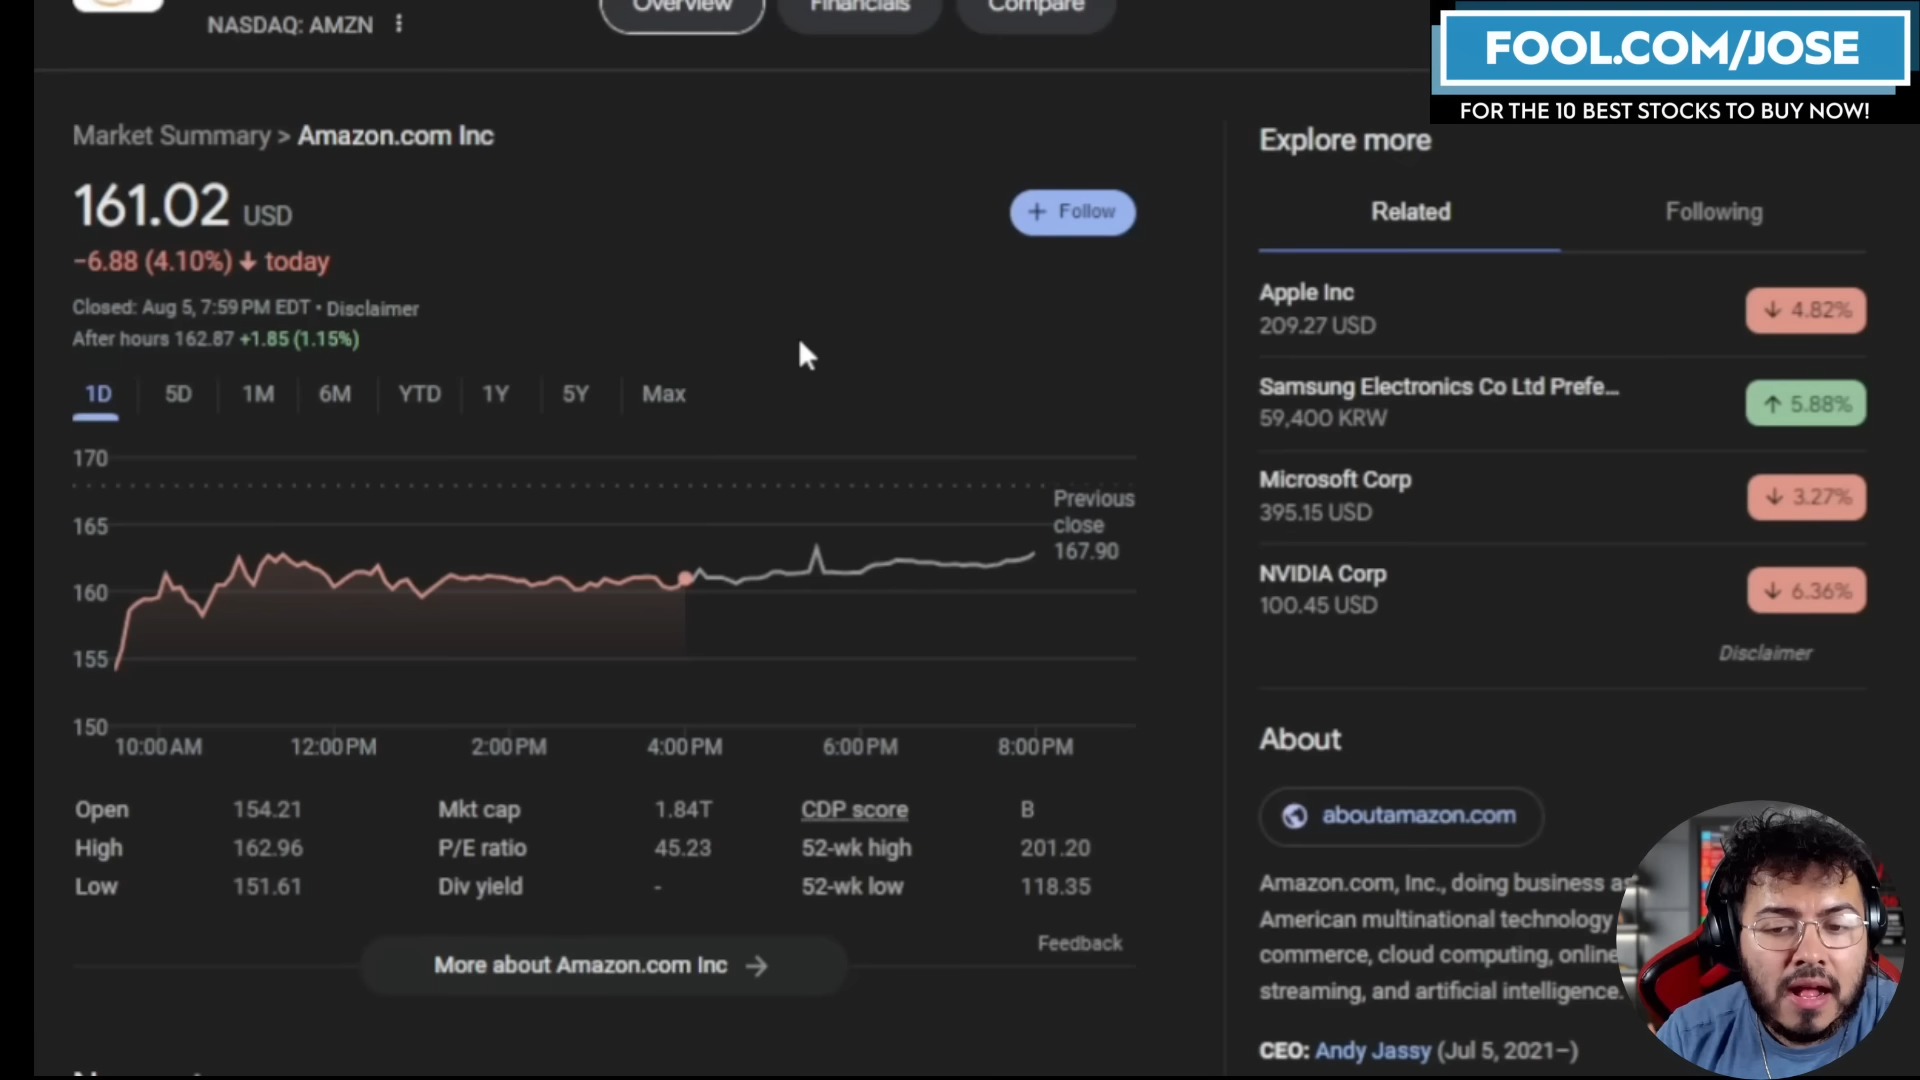 Overview
Financials
Compare
NASDAQ: AMZN
FOOL.COM/JOSE
FOR THE 10 BEST STOCKS TO BUY NOW!
Market Summary > Amazon.com Inc
161.02 USD
+ Follow
−6.88 (4.10%) ↓ today
Closed: Aug 5, 7:59 PM EDT • Disclaimer
After hours 162.87 +1.85 (1.15%)
1D 5D 1M 6M YTD 1Y 5Y Max
170
165
160
155
150
Previous
close
167.90
10:00 AM 12:00 PM 2:00 PM 4:00 PM 6:00 PM 8:00 PM
Open 154.21 Mkt cap 1.84T CDP score B
High 162.96 P/E ratio 45.23 52-wk high 201.20
Low 151.61 Div yield - 52-wk low 118.35
Feedback
More about Amazon.com Inc →
Explore more
Related Following
Apple Inc
209.27 USD
↓ 4.82%
Samsung Electronics Co Ltd Prefe...
59,400 KRW
↑ 5.88%
Microsoft Corp
395.15 USD
↓ 3.27%
NVIDIA Corp
100.45 USD
↓ 6.36%
Disclaimer
About
aboutamazon.com
Amazon.com, Inc., doing business as
American multinational technology
commerce, cloud computing, online
streaming, and artificial intelligence.
CEO: Andy Jassy (Jul 5, 2021–)